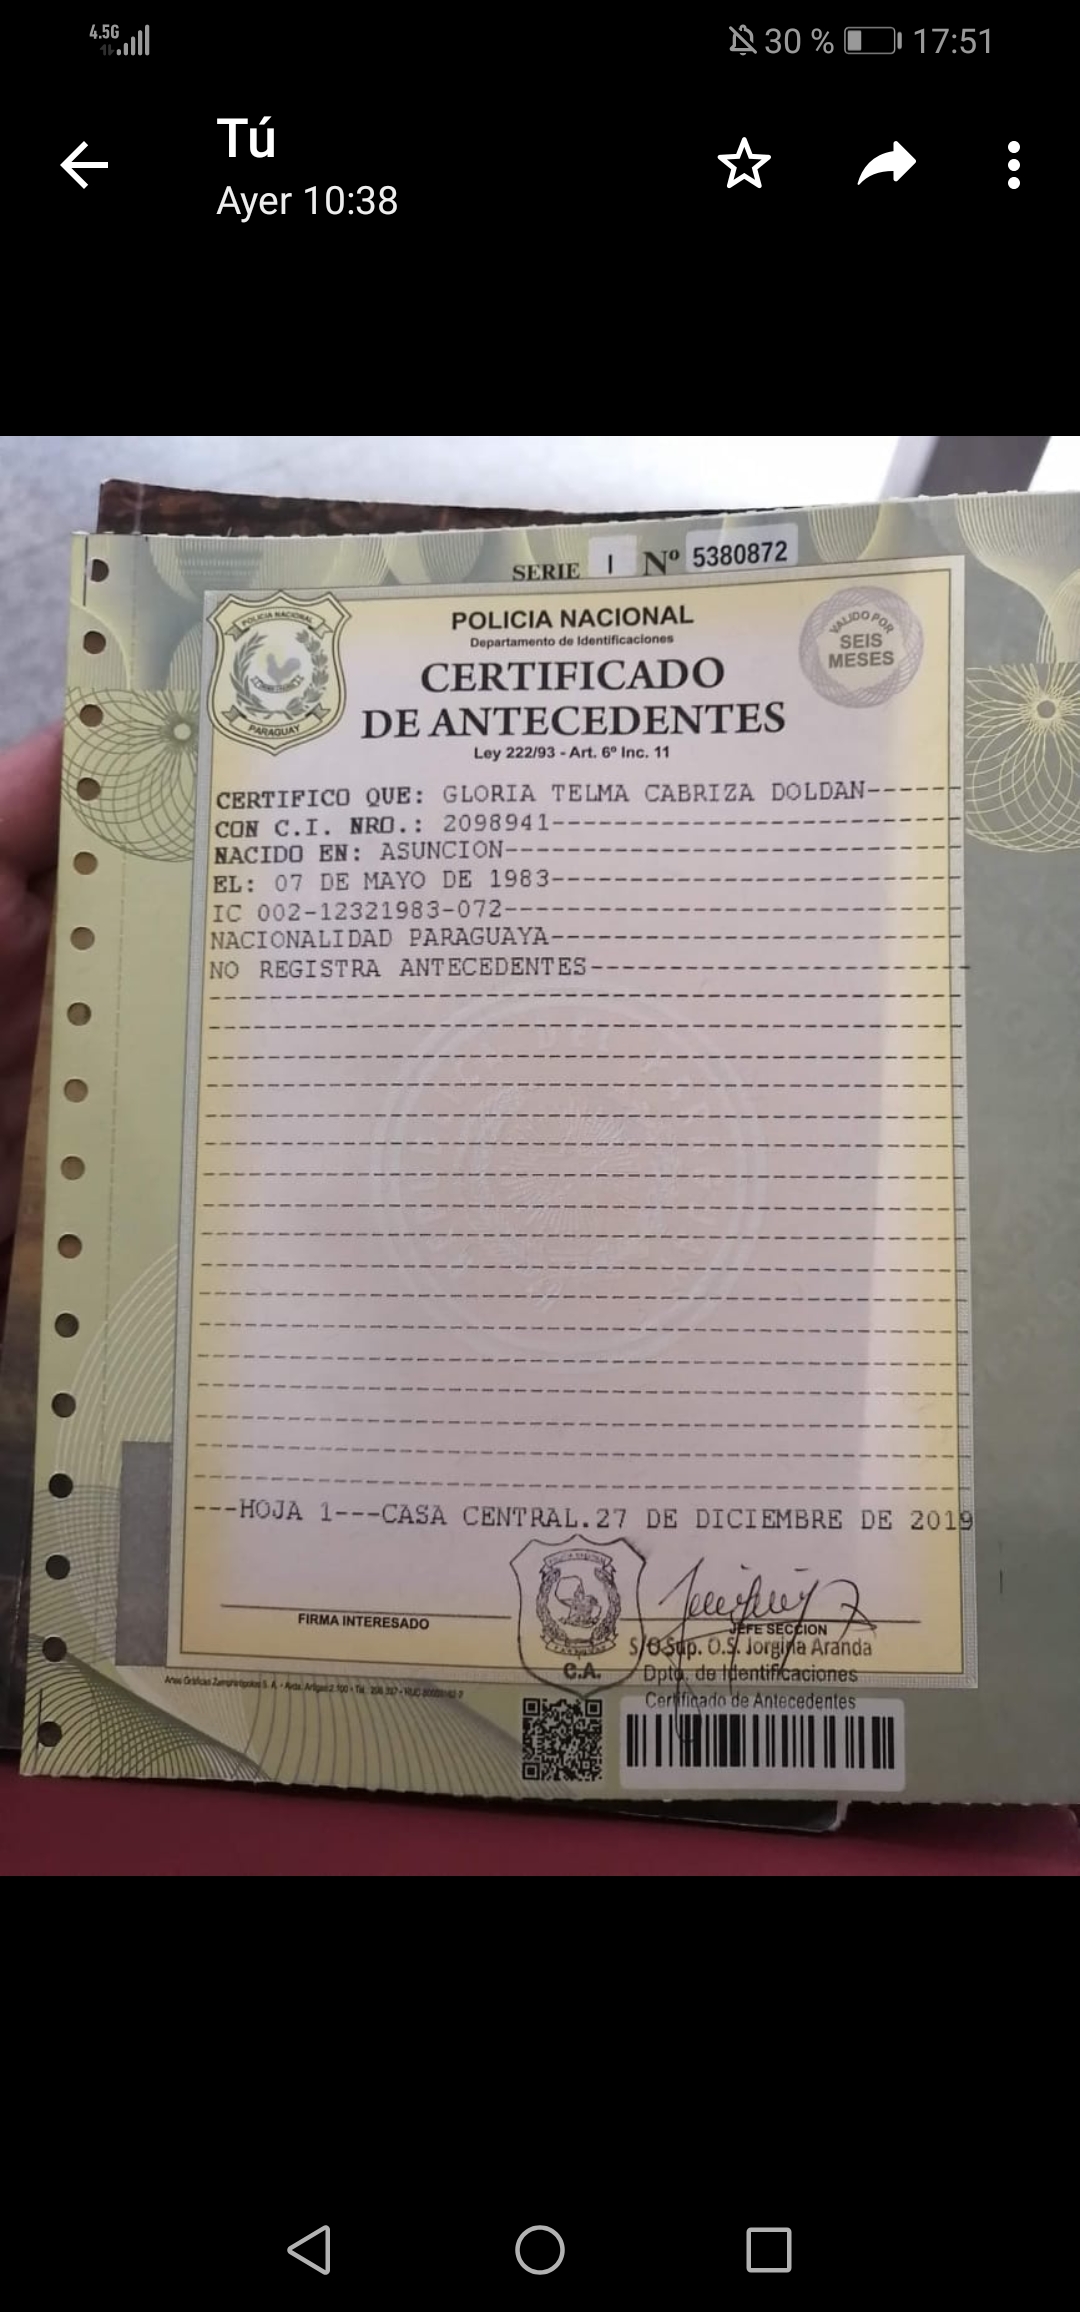 4.5G
30 %
17:51
Tú
Ayer 10:38
SERIE I Nº 5380872
POLICIA NACIONAL
PARAGUAY
POLICIA NACIONAL
Departamento de Identificaciones
CERTIFICADO
DE ANTECEDENTES
Ley 222/93 - Art. 6º Inc. 11
VALIDO POR
SEIS
MESES
CERTIFICO QUE: GLORIA TELMA CABRIZA DOLDAN------
CON C.I. NRO.: 2098941--------------------------
NACIDO EN: ASUNCION-----------------------------
EL: 07 DE MAYO DE 1983--------------------------
IC 002-12321983-072-----------------------------
NACIONALIDAD PARAGUAYA--------------------------
NO REGISTRA ANTECEDENTES------------------------
---HOJA 1---CASA CENTRAL.27 DE DICIEMBRE DE 2019
FIRMA INTERESADO
C.A.
JEFE SECCION
S/O Sup. O.S. Jorgina Aranda
Dpto. de Identificaciones
Certificado de Antecedentes